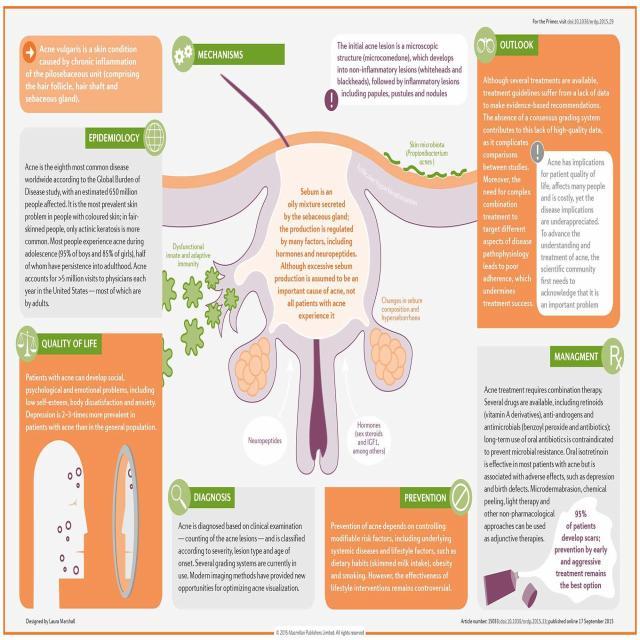 For the Primer, visit doi:10.1038/nrdp.2015.29
Acne vulgaris is a skin condition
caused by chronic inflammation
of the pilosebaceous unit (comprising
the hair follicle, hair shaft and
sebaceous gland).
MECHANISMS
The initial acne lesion is a microscopic
structure (microcomedone), which develops
into non-inflammatory lesions (whiteheads and
blackheads), followed by inflammatory lesions
including papules, pustules and nodules
OUTLOOK
Although several treatments are available,
treatment guidelines suffer from a lack of data
to make evidence-based recommendations.
The absence of a consensus grading system
contributes to this lack of high-quality data,
as it complicates
comparisons
between studies.
Moreover, the
need for complex
combination
treatment to
target different
aspects of disease
pathophysiology
leads to poor
adherence, which
undermines
treatment success.
Acne has implications
for patient quality of
life, affects many people
and is costly, yet the
disease implications
are underappreciated.
To advance the
understanding and
treatment of acne, the
scientific community
first needs to
acknowledge that it is
an important problem
EPIDEMIOLOGY
Acne is the eighth most common disease
worldwide according to the Global Burden of
Disease study, with an estimated 650 million
people affected. It is the most prevalent skin
problem in people with coloured skin; in fair-
skinned people, only actinic keratosis is more
common. Most people experience acne during
adolescence (95% of boys and 85% of girls), half
of whom have persistence into adulthood. Acne
accounts for >5 million visits to physicians each
year in the United States — most of which are
by adults.
Skin microbiota
(Propionibacterium
acnes)
Sebum is an
oily mixture secreted
by the sebaceous gland;
the production is regulated
by many factors, including
hormones and neuropeptides.
Although excessive sebum
production is assumed to be an
important cause of acne, not
all patients with acne
experience it
Dysfunctional
innate and adaptive
immunity
Changes in sebum
composition and
hyperseborrhoea
Neuropeptides
Hormones
(sex steroids
and IGF1,
among others)
QUALITY OF LIFE
Patients with acne can develop social,
psychological and emotional problems, including
low self-esteem, body dissatisfaction and anxiety.
Depression is 2–3-times more prevalent in
patients with acne than in the general population.
DIAGNOSIS
Acne is diagnosed based on clinical examination
— counting of the acne lesions — and is classified
according to severity, lesion type and age of
onset. Several grading systems are currently in
use. Modern imaging methods have provided new
opportunities for optimizing acne visualization.
PREVENTION
Prevention of acne depends on controlling
modifiable risk factors, including underlying
systemic diseases and lifestyle factors, such as
dietary habits (skimmed milk intake), obesity
and smoking. However, the effectiveness of
lifestyle interventions remains controversial.
MANAGMENT
Rx
Acne treatment requires combination therapy.
Several drugs are available, including retinoids
(vitamin A derivatives), anti-androgens and
antimicrobials (benzoyl peroxide and antibiotics);
long-term use of oral antibiotics is contraindicated
to prevent microbial resistance. Oral isotretinoin
is effective in most patients with acne but is
associated with adverse effects, such as depression
and birth defects. Microdermabrasion, chemical
peeling, light therapy and
other non-pharmacological
approaches can be used
as adjunctive therapies.
95%
of patients
develop scars;
prevention by early
and aggressive
treatment remains
the best option
Designed by Laura Marshall
Article number: 15033; doi:10.1038/nrdp.2015.33; published online 17 September 2015
© 2015 Macmillan Publishers Limited. All rights reserved